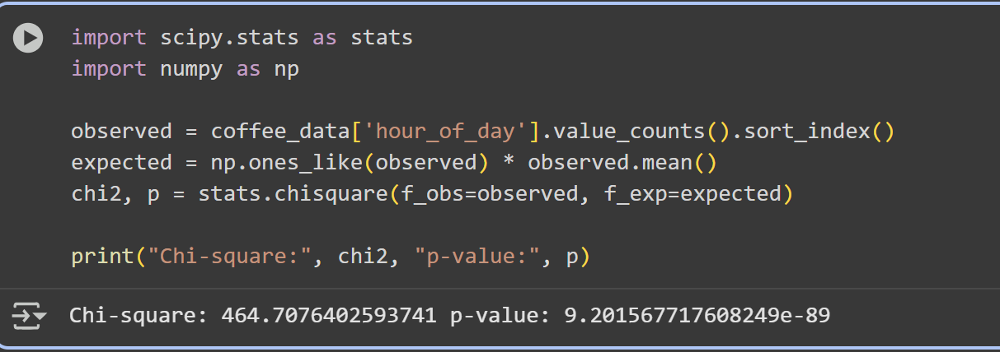 import scipy.stats as stats
import numpy as np
observed = coffee_data['hour_of_day'].value_counts().sort_index()
expected = np.ones_like(observed) * observed.mean()
chi2, p = stats.chisquare(f_obs=observed, f_exp=expected)
print("Chi-square:", chi2, "p-value:", p)
Chi-square: 464.7076402593741 p-value: 9.201567717608249e-89